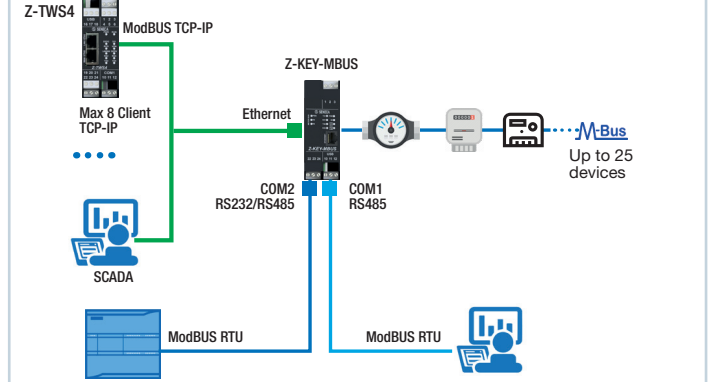 Z-TWS4
ModBUS TCP-IP
Z-KEY-MBUS
Max 8 Client
TCP-IP
Ethernet
M-Bus
Up to 25
devices
COM2
RS232/RS485
COM1
RS485
SCADA
ModBUS RTU
ModBUS RTU